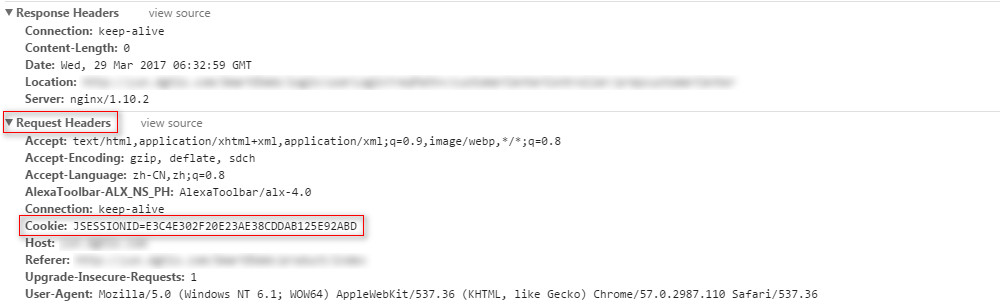 ▼ Response Headers view source
Connection: keep-alive
Content-Length: 0
Date: Wed, 29 Mar 2017 06:32:59 GMT
Location:
Server: nginx/1.10.2
▼ Request Headers view source
Accept: text/html,application/xhtml+xml,application/xml;q=0.9,image/webp,*/*;q=0.8
Accept-Encoding: gzip, deflate, sdch
Accept-Language: zh-CN,zh;q=0.8
AlexaToolbar-ALX_NS_PH: AlexaToolbar/alx-4.0
Connection: keep-alive
Cookie: JSESSIONID=E3C4E302F20E23AE38CDDAB125E92ABD
Host:
Referer:
Upgrade-Insecure-Requests: 1
User-Agent: Mozilla/5.0 (Windows NT 6.1; WOW64) AppleWebKit/537.36 (KHTML, like Gecko) Chrome/57.0.2987.110 Safari/537.36